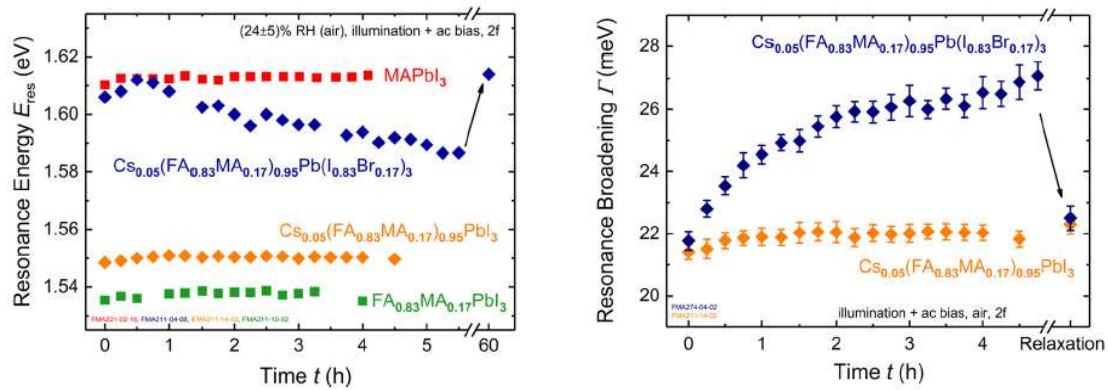 (24±5)% RH (air), illumination + ac bias, 2f
1.62
1.61
1.60
1.59
1.58
1.55
1.54
Resonance Energy E_res (eV)
MAPbI₃
Cs₀.₀₅(FA₀.₈₃MA₀.₁₇)₀.₉₅Pb(I₀.₈₃Br₀.₁₇)₃
Cs₀.₀₅(FA₀.₈₃MA₀.₁₇)₀.₉₅PbI₃
FA₀.₈₃MA₀.₁₇PbI₃
FMA221-02-16, FMA211-04-08, FMA211-14-02, FMA211-10-02
0 1 2 3 4 5 60
Time t (h)
28
26
24
22
20
Resonance Broadening Γ (meV)
Cs₀.₀₅(FA₀.₈₃MA₀.₁₇)₀.₉₅Pb(I₀.₈₃Br₀.₁₇)₃
Cs₀.₀₅(FA₀.₈₃MA₀.₁₇)₀.₉₅PbI₃
FMA274-04-02
FMA211-14-02
illumination + ac bias, air, 2f
0 1 2 3 4 Relaxation
Time t (h)